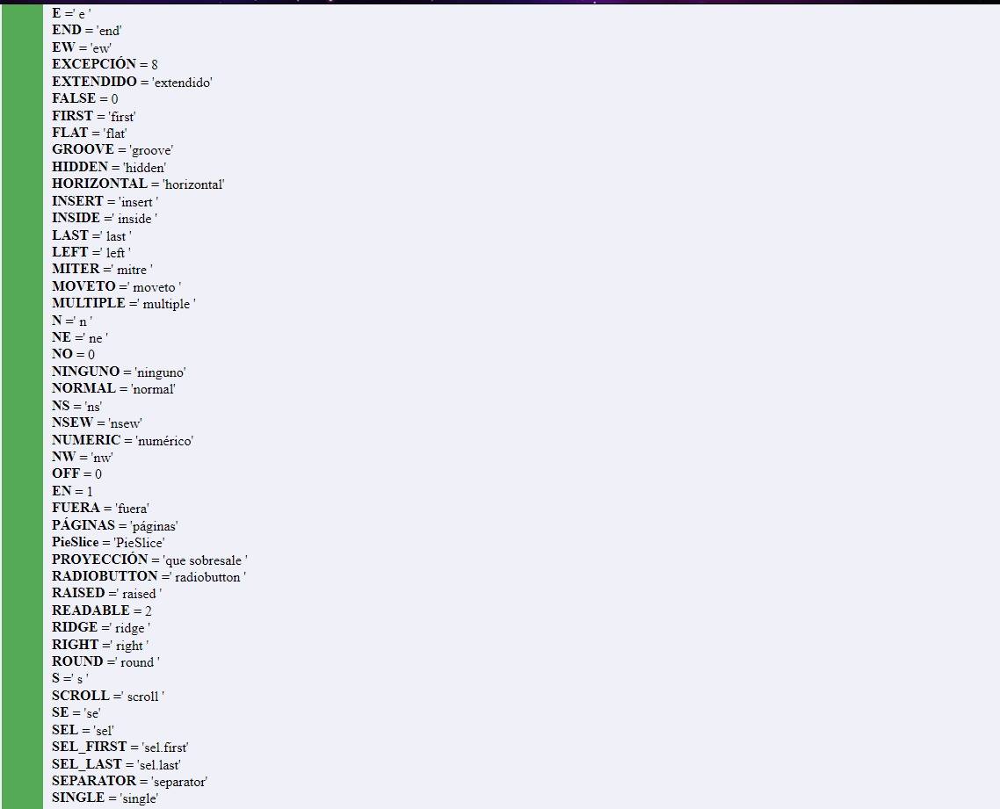 E =' e '
END = 'end'
EW = 'ew'
EXCEPCIÓN = 8
EXTENDIDO = 'extendido'
FALSE = 0
FIRST = 'first'
FLAT = 'flat'
GROOVE = 'groove'
HIDDEN = 'hidden'
HORIZONTAL = 'horizontal'
INSERT = 'insert '
INSIDE =' inside '
LAST =' last '
LEFT =' left '
MITER =' mitre '
MOVETO =' moveto '
MULTIPLE =' multiple '
N =' n '
NE =' ne '
NO = 0
NINGUNO = 'ninguno'
NORMAL = 'normal'
NS = 'ns'
NSEW = 'nsew'
NUMERIC = 'numérico'
NW = 'nw'
OFF = 0
EN = 1
FUERA = 'fuera'
PÁGINAS = 'páginas'
PieSlice = 'PieSlice'
PROYECCIÓN = 'que sobresale '
RADIOBUTTON =' radiobutton '
RAISED =' raised '
READABLE = 2
RIDGE =' ridge '
RIGHT =' right '
ROUND =' round '
S =' s '
SCROLL =' scroll '
SE = 'se'
SEL = 'sel'
SEL_FIRST = 'sel.first'
SEL_LAST = 'sel.last'
SEPARATOR = 'separator'
SINGLE = 'single'